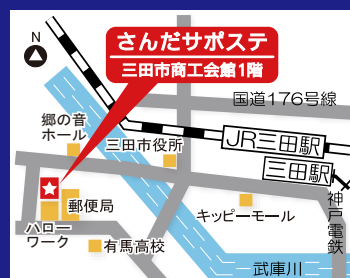 さんだサポステ
三田市商工会館1階
N
国道176号線
郷の音
ホール
三田市役所
JR三田駅
三田駅
神戸電鉄
郵便局
キッピーモール
ハロー
ワーク
有馬高校
武庫川